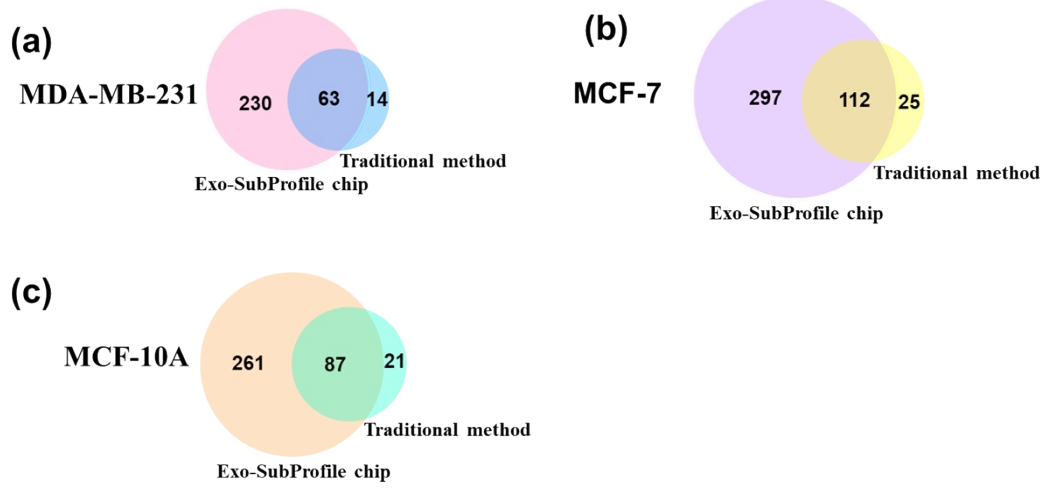 (a)
MDA-MB-231
230
63
14
Traditional method
Exo-SubProfile chip
(b)
MCF-7
297
112
25
Traditional method
Exo-SubProfile chip
(c)
MCF-10A
261
87
21
Traditional method
Exo-SubProfile chip